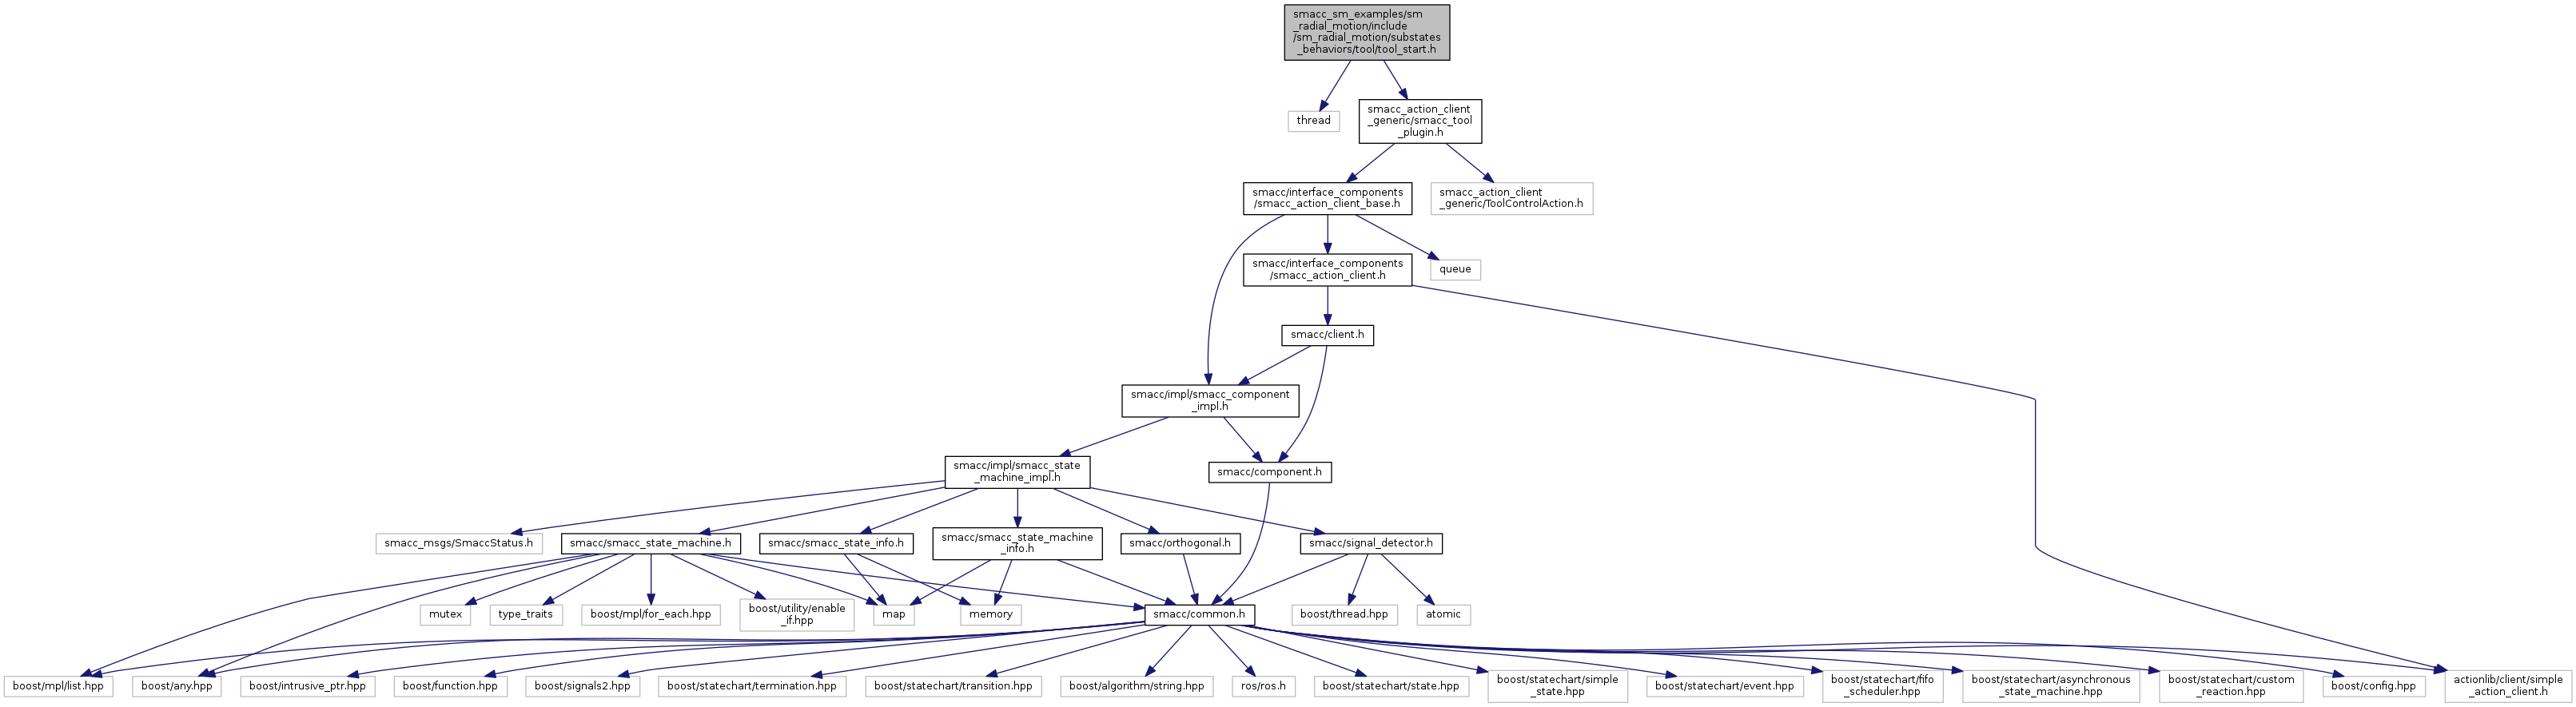 smacc_sm_examples/sm
_radial_motion/include
/sm_radial_motion/substates
_behaviors/tool/tool_start.h
thread
smacc_action_client
_generic/smacc_tool
_plugin.h
smacc/interface_components
/smacc_action_client_base.h
smacc_action_client
_generic/ToolControlAction.h
smacc/interface_components
/smacc_action_client.h
queue
smacc/client.h
smacc/impl/smacc_component
_impl.h
smacc/impl/smacc_state
_machine_impl.h
smacc/component.h
smacc_msgs/SmaccStatus.h
smacc/smacc_state_machine.h
smacc/smacc_state_info.h
smacc/smacc_state_machine
_info.h
smacc/orthogonal.h
smacc/signal_detector.h
mutex
type_traits
boost/mpl/for_each.hpp
boost/utility/enable
_if.hpp
map
memory
smacc/common.h
boost/thread.hpp
atomic
boost/mpl/list.hpp
boost/any.hpp
boost/intrusive_ptr.hpp
boost/function.hpp
boost/signals2.hpp
boost/statechart/termination.hpp
boost/statechart/transition.hpp
boost/algorithm/string.hpp
ros/ros.h
boost/statechart/state.hpp
boost/statechart/simple
_state.hpp
boost/statechart/event.hpp
boost/statechart/fifo
_scheduler.hpp
boost/statechart/asynchronous
_state_machine.hpp
boost/statechart/custom
_reaction.hpp
boost/config.hpp
actionlib/client/simple
_action_client.h